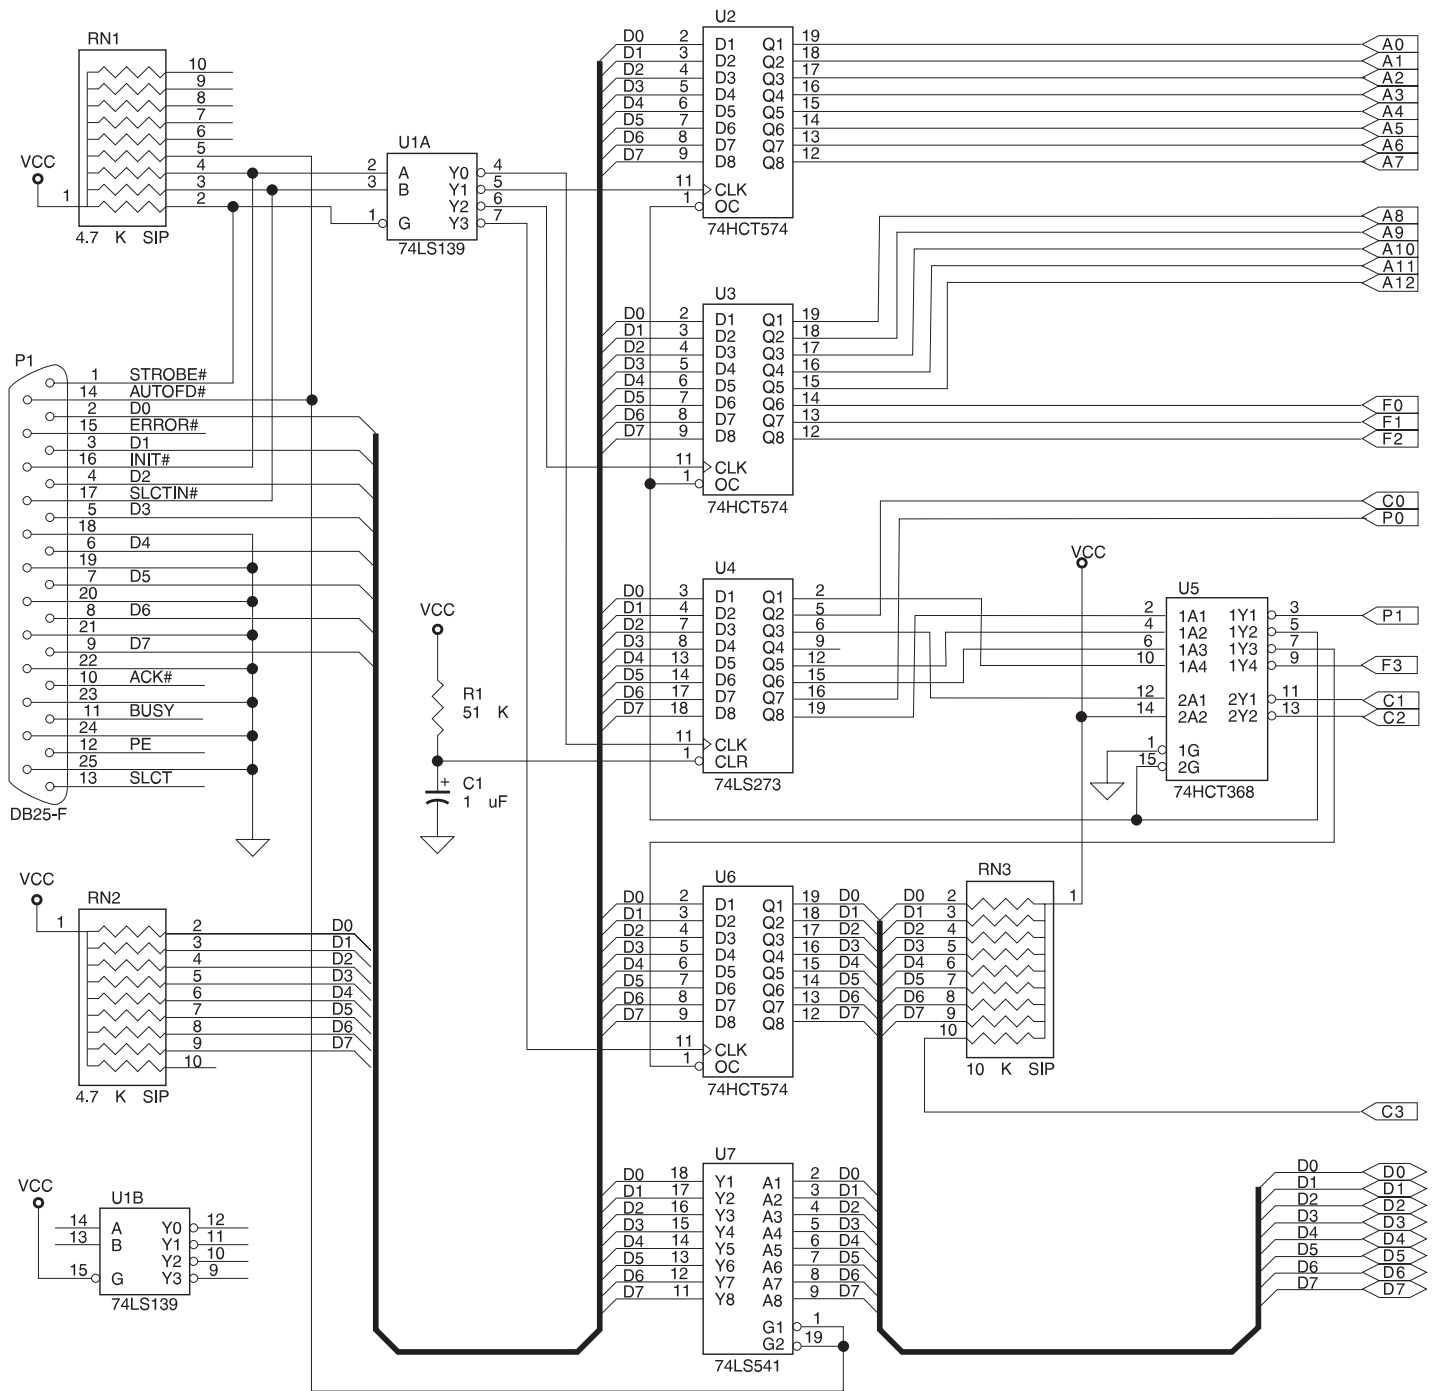 RN1
10
9
8
7
6
5
4
3
2
VCC
1
4.7 K SIP
U1A
2 A Y0 4
3 B Y1 5
Y2 6
1 G Y3 7
74LS139
U2
D0 2 D1 Q1 19 A0
D1 3 D2 Q2 18 A1
D2 4 D3 Q3 17 A2
D3 5 D4 Q4 16 A3
D4 6 D5 Q5 15 A4
D5 7 D6 Q6 14 A5
D6 8 D7 Q7 13 A6
D7 9 D8 Q8 12 A7
11 CLK
1 OC
74HCT574
A8
A9
A10
A11
A12
U3
D0 2 D1 Q1 19
D1 3 D2 Q2 18
D2 4 D3 Q3 17
D3 5 D4 Q4 16
D4 6 D5 Q5 15
D5 7 D6 Q6 14 F0
D6 8 D7 Q7 13 F1
D7 9 D8 Q8 12 F2
11 CLK
1 OC
74HCT574
P1
1 STROBE#
14 AUTOFD#
2 D0
15 ERROR#
3 D1
16 INIT#
4 D2
17 SLCTIN#
5 D3
18
6 D4
19
7 D5
20
8 D6
21
9 D7
22
10 ACK#
23
11 BUSY
24
12 PE
25
13 SLCT
DB25-F
VCC
R1
51 K
+ C1
1 uF
C0
P0
U4
D0 3 D1 Q1 2
D1 4 D2 Q2 5
D2 7 D3 Q3 6
D3 8 D4 Q4 9
D4 13 D5 Q5 12
D5 14 D6 Q6 15
D6 17 D7 Q7 16
D7 18 D8 Q8 19
11 CLK
1 CLR
74LS273
VCC
U5
2 1A1 1Y1 3 P1
4 1A2 1Y2 5
6 1A3 1Y3 7
10 1A4 1Y4 9 F3
12 2A1 2Y1 11 C1
14 2A2 2Y2 13 C2
1 1G
15 2G
74HCT368
VCC
RN2
1
2 D0
3 D1
4 D2
5 D3
6 D4
7 D5
8 D6
9 D7
10
4.7 K SIP
U6
D0 2 D1 Q1 19 D0
D1 3 D2 Q2 18 D1
D2 4 D3 Q3 17 D2
D3 5 D4 Q4 16 D3
D4 6 D5 Q5 15 D4
D5 7 D6 Q6 14 D5
D6 8 D7 Q7 13 D6
D7 9 D8 Q8 12 D7
11 CLK
1 OC
74HCT574
RN3
D0 2 1
D1 3
D2 4
D3 5
D4 6
D5 7
D6 8
D7 9
10
10 K SIP
C3
VCC
U1B
14 A Y0 12
13 B Y1 11
Y2 10
15 G Y3 9
74LS139
U7
D0 18 Y1 A1 2 D0
D1 17 Y2 A2 3 D1
D2 16 Y3 A3 4 D2
D3 15 Y4 A4 5 D3
D4 14 Y5 A5 6 D4
D5 13 Y6 A6 7 D5
D6 12 Y7 A7 8 D6
D7 11 Y8 A8 9 D7
G1 1
G2 19
74LS541
D0 D0
D1 D1
D2 D2
D3 D3
D4 D4
D5 D5
D6 D6
D7 D7